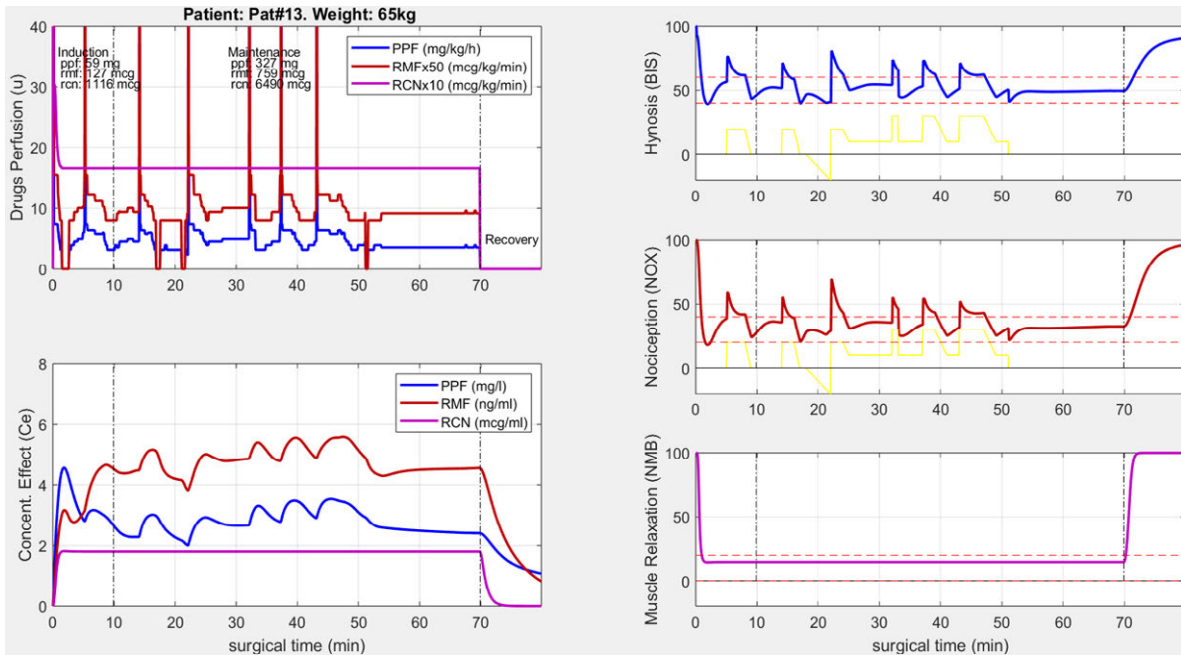 Patient: Pat#13. Weight: 65kg
40
30
20
10
0
Drugs Perfusion (u)
Induction
ppf: 59 mg
rmf: 127 mcg
rcn: 1116 mcg
Maintenance
ppf: 327 mg
rmf: 759 mcg
rcn: 6490 mcg
PPF (mg/kg/h)
RMFx50 (mcg/kg/min)
RCNx10 (mcg/kg/min)
Recovery
0 10 20 30 40 50 60 70 80
8
6
4
2
0
Concent. Effect (Ce)
PPF (mg/l)
RMF (ng/ml)
RCN (mcg/ml)
0 10 20 30 40 50 60 70 80
surgical time (min)
100
50
0
Hynosis (BIS)
0 10 20 30 40 50 60 70 80
100
50
0
Nociception (NOX)
0 10 20 30 40 50 60 70 80
100
50
0
Muscle Relaxation (NMB)
0 10 20 30 40 50 60 70 80
surgical time (min)